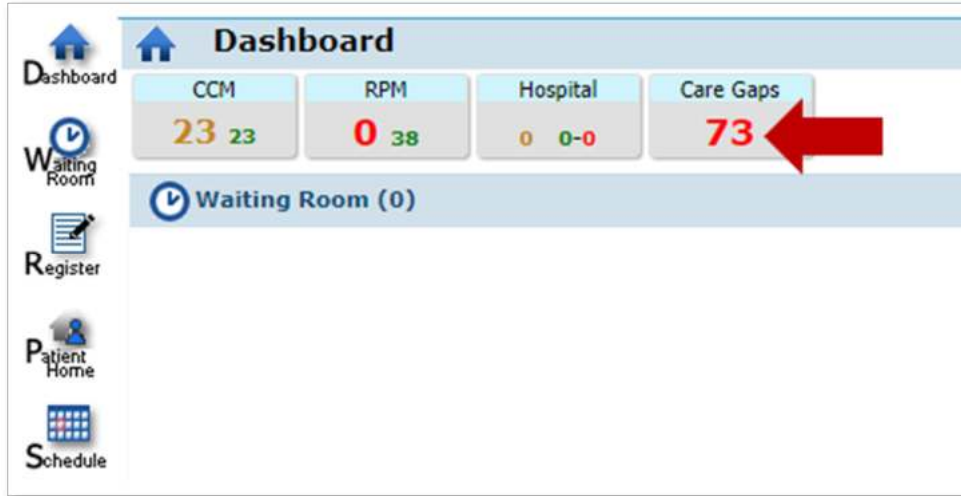 Dashboard
Dashboard
CCM RPM Hospital Care Gaps
23 23 0 38 0 0-0 73
Waiting
Room
Waiting Room (0)
Register
Patient
Home
Schedule